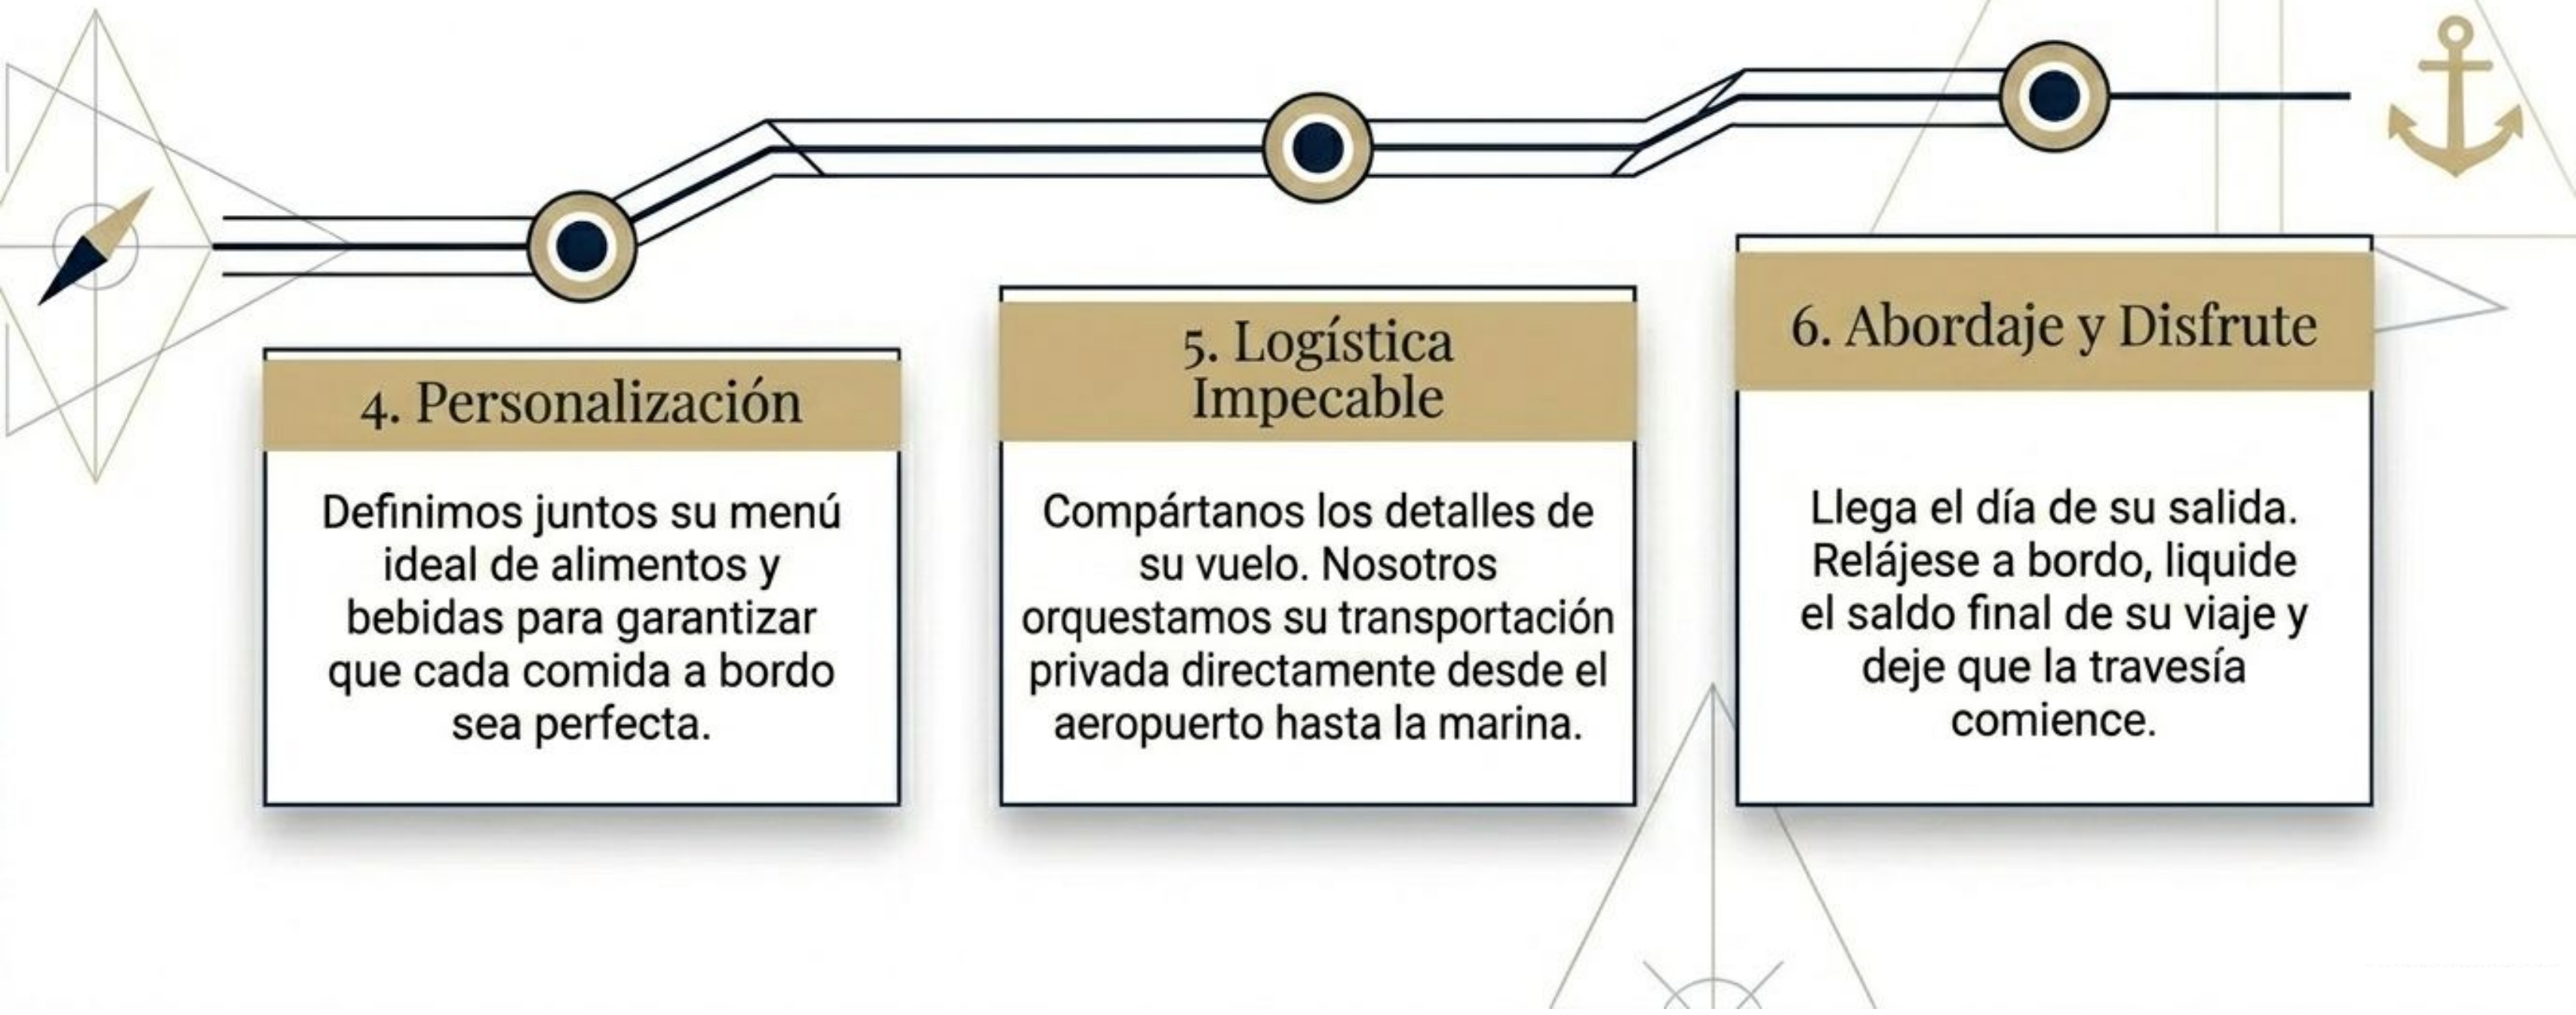 4. Personalización
Definimos juntos su menú
ideal de alimentos y
bebidas para garantizar
que cada comida a bordo
sea perfecta.
5. Logística
Impecable
Compártanos los detalles de
su vuelo. Nosotros
orquestamos su transportación
privada directamente desde el
aeropuerto hasta la marina.
6. Abordaje y Disfrute
Llega el día de su salida.
Relájese a bordo, liquide
el saldo final de su viaje y
deje que la travesía
comience.